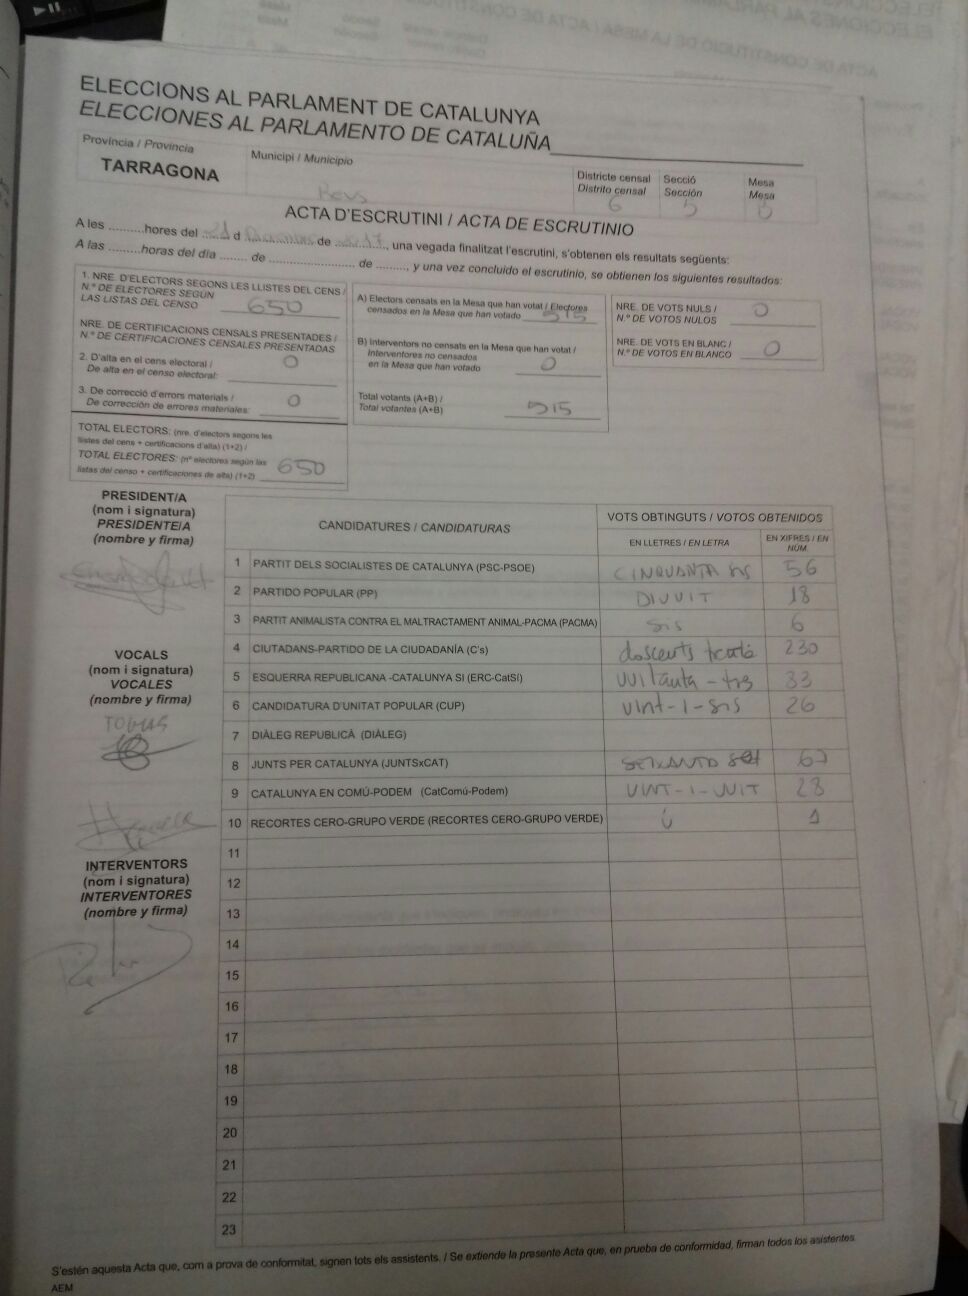 ELECCIONS AL PARLAMENT DE CATALUNYA
ELECCIONES AL PARLAMENTO DE CATALUÑA
Província / Provincia
TARRAGONA
Municipi / Municipio
Reus
Districte censal
Distrito censal
6
Secció
Sección
5
Mesa
Mesa
ACTA D'ESCRUTINI / ACTA DE ESCRUTINIO
A les .........hores del 21 d ............... de 2017, una vegada finalitzat l'escrutini, s'obtenen els resultats següents:
A las .........horas del día ........ de ......................... de ........., y una vez concluido el escrutinio, se obtienen los siguientes resultados:
1. NRE. D'ELECTORS SEGONS LES LLISTES DEL CENS /
N.º DE ELECTORES SEGÚN
LAS LISTAS DEL CENSO 650
NRE. DE CERTIFICACIONS CENSALS PRESENTADES /
N.º DE CERTIFICACIONES CENSALES PRESENTADAS
2. D'alta en el cens electoral /
De alta en el censo electoral: 0
3. De correcció d'errors materials /
De corrección de errores materiales: 0
TOTAL ELECTORS: (nre. d'electors segons les
llistes del cens + certificacions d'alta) (1+2) /
TOTAL ELECTORES: (nº electores según las
listas del censo + certificaciones de alta) (1+2) 650
A) Electors censats en la Mesa que han votat / Electores
censados en la Mesa que han votado 515
B) Interventors no censats en la Mesa que han votat /
Interventores no censados
en la Mesa que han votado 0
Total votants (A+B) /
Total votantes (A+B) 515
NRE. DE VOTS NULS /
N.º DE VOTOS NULOS 0
NRE. DE VOTS EN BLANC /
N.º DE VOTOS EN BLANCO 0
PRESIDENT/A
(nom i signatura)
PRESIDENTE/A
(nombre y firma)
VOCALS
(nom i signatura)
VOCALES
(nombre y firma)
TOBIAS
INTERVENTORS
(nom i signatura)
INTERVENTORES
(nombre y firma)
CANDIDATURES / CANDIDATURAS
VOTS OBTINGUTS / VOTOS OBTENIDOS
EN LLETRES / EN LETRA
EN XIFRES / EN
NÚM.
1 PARTIT DELS SOCIALISTES DE CATALUNYA (PSC-PSOE) CINQUANTA sis 56
2 PARTIDO POPULAR (PP) DIVUIT 18
3 PARTIT ANIMALISTA CONTRA EL MALTRACTAMENT ANIMAL-PACMA (PACMA) sis 6
4 CIUTADANS-PARTIDO DE LA CIUDADANÍA (C's) doscents trenta 230
5 ESQUERRA REPUBLICANA -CATALUNYA SI (ERC-CatSí) vuitanta - tres 83
6 CANDIDATURA D'UNITAT POPULAR (CUP) vint-i-sis 26
7 DIÀLEG REPUBLICÀ (DIÀLEG)
8 JUNTS PER CATALUNYA (JUNTSxCAT) SEIXANTA set 67
9 CATALUNYA EN COMÚ-PODEM (CatComú-Podem) VINT-I-VUIT 28
10 RECORTES CERO-GRUPO VERDE (RECORTES CERO-GRUPO VERDE) 1
11
12
13
14
15
16
17
18
19
20
21
22
23
S'estén aquesta Acta que, com a prova de conformitat, signen tots els assistents. / Se extiende la presente Acta que, en prueba de conformidad, firman todos los asistentes.
AEM